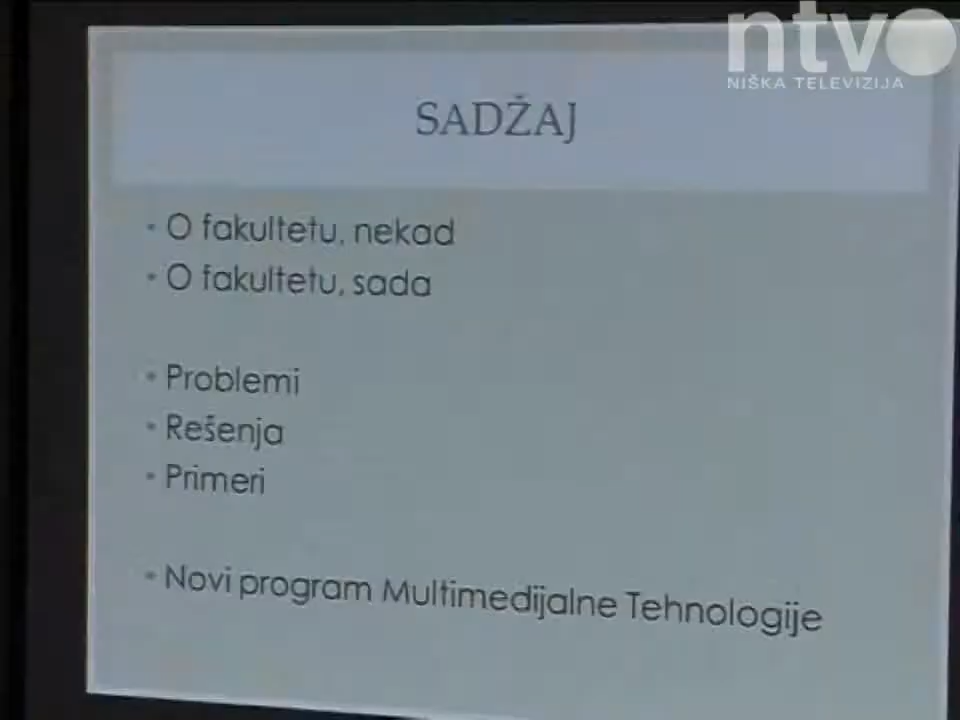 ntv
NIŠKA TELEVIZIJA
SADŽAJ
• O fakultetu, nekad
• O fakultetu, sada
• Problemi
• Rešenja
• Primeri
• Novi program Multimedijalne Tehnologije